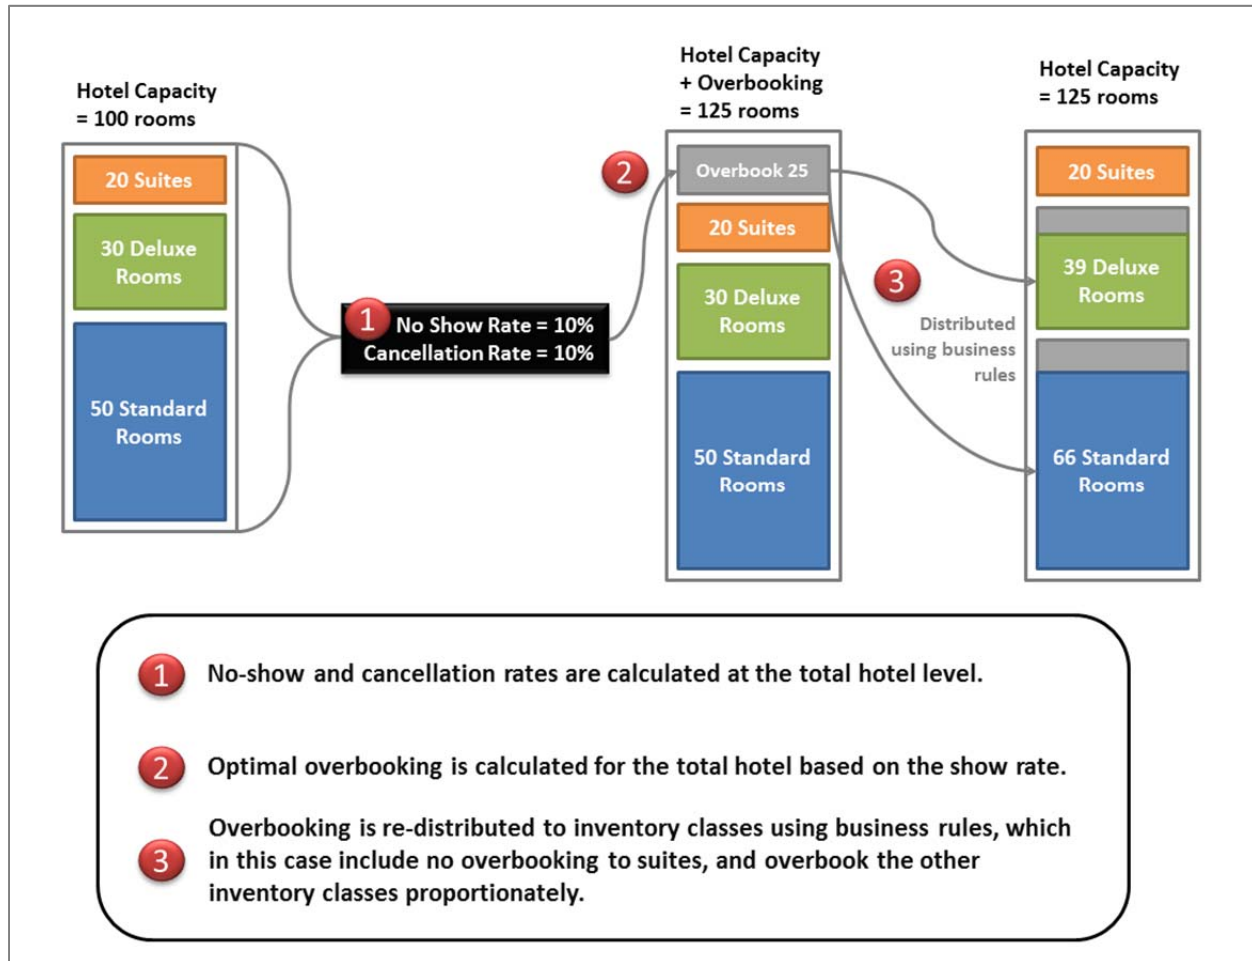 Hotel Capacity
= 100 rooms
20 Suites
30 Deluxe
Rooms
50 Standard
Rooms
1
No Show Rate = 10%
Cancellation Rate = 10%
Hotel Capacity
+ Overbooking
= 125 rooms
2
Overbook 25
20 Suites
30 Deluxe
Rooms
50 Standard
Rooms
3
Distributed
using business
rules
Hotel Capacity
= 125 rooms
20 Suites
39 Deluxe
Rooms
66 Standard
Rooms
1
No-show and cancellation rates are calculated at the total hotel level.
2
Optimal overbooking is calculated for the total hotel based on the show rate.
3
Overbooking is re-distributed to inventory classes using business rules, which
in this case include no overbooking to suites, and overbook the other
inventory classes proportionately.